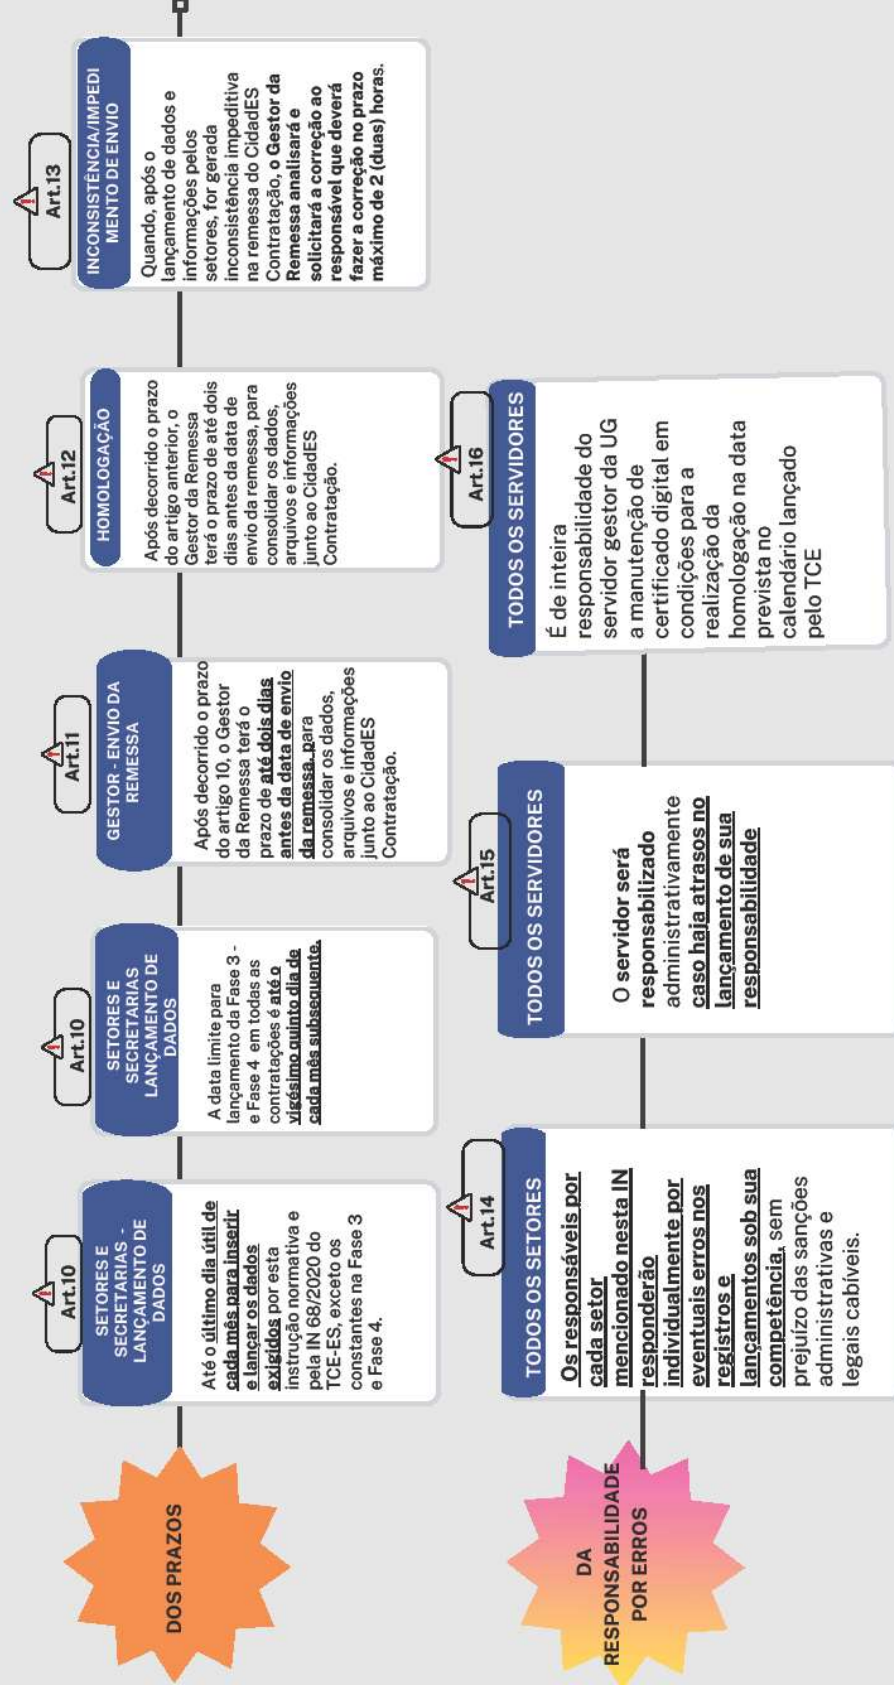 DOS PRAZOS
Art.10
SETORES E
SECRETARIAS -
LANÇAMENTO DE
DADOS
Até o último dia útil de
cada mês para inserir
e lançar os dados
exigidos por esta
instrução normativa e
pela IN 68/2020 do
TCE-ES, exceto os
constantes na Fase 3
e Fase 4.
Art.10
SETORES E
SECRETARIAS
LANÇAMENTO DE
DADOS
A data limite para
lançamento da Fase 3 -
e Fase 4 em todas as
contratações é até o
vigésimo quinto dia de
cada mês subsequente.
Art.11
GESTOR - ENVIO DA
REMESSA
Após decorrido o prazo
do artigo 10, o Gestor
da Remessa terá o
prazo de até dois dias
antes da data de envio
da remessa, para
consolidar os dados,
arquivos e informações
junto ao CidadES
Contratação.
Art.12
HOMOLOGAÇÃO
Após decorrido o prazo
do artigo anterior, o
Gestor da Remessa
terá o prazo de até dois
dias antes da data de
envio da remessa, para
consolidar os dados,
arquivos e informações
junto ao CidadES
Contratação.
Art.13
INCONSISTÊNCIA/IMPEDI
MENTO DE ENVIO
Quando, após o
lançamento de dados e
informações pelos
setores, for gerada
inconsistência impeditiva
na remessa do CidadES
Contratação, o Gestor da
Remessa analisará e
solicitará a correção ao
responsável que deverá
fazer a correção no prazo
máximo de 2 (duas) horas.
DA
RESPONSABILIDADE
POR ERROS
Art.14
TODOS OS SETORES
Os responsáveis por
cada setor
mencionado nesta IN
responderão
individualmente por
eventuais erros nos
registros e
lançamentos sob sua
competência, sem
prejuízo das sanções
administrativas e
legais cabíveis.
Art.15
TODOS OS SERVIDORES
O servidor será
responsabilizado
administrativamente
caso haja atrasos no
lançamento de sua
responsabilidade
Art.16
TODOS OS SERVIDORES
É de inteira
responsabilidade do
servidor gestor da UG
a manutenção de
certificado digital em
condições para a
realização da
homologação na data
prevista no
calendário lançado
pelo TCE